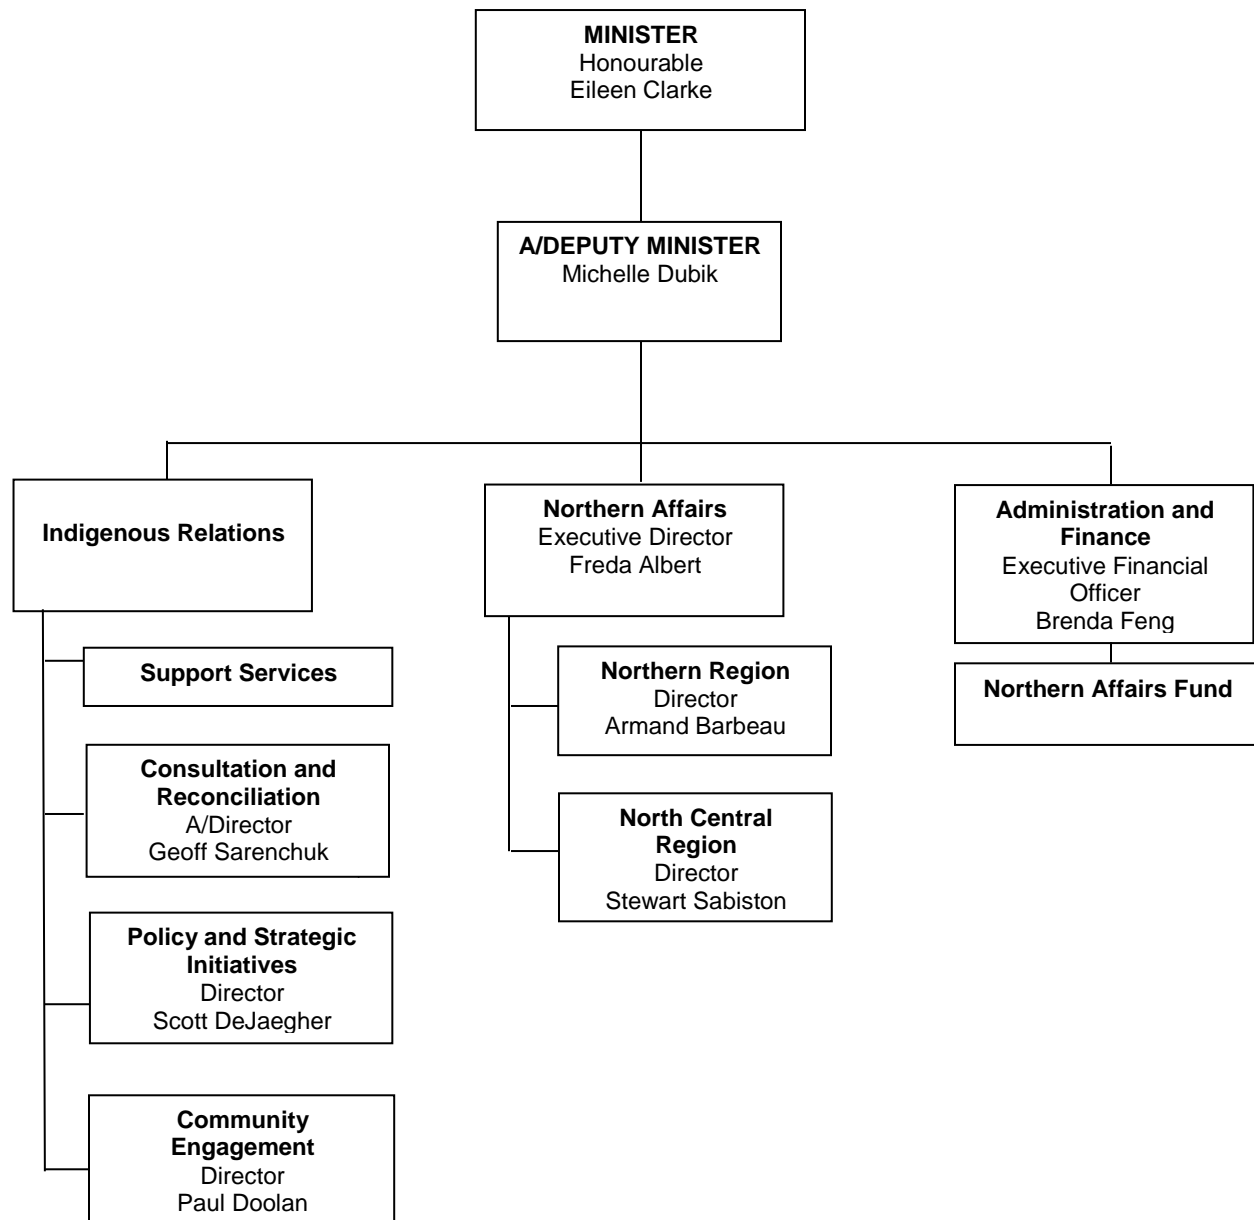 MINISTER
Honourable
Eileen Clarke
A/DEPUTY MINISTER
Michelle Dubik
Indigenous Relations
Support Services
Consultation and
Reconciliation
A/Director
Geoff Sarenchuk
Policy and Strategic
Initiatives
Director
Scott DeJaegher
Community
Engagement
Director
Paul Doolan
Northern Affairs
Executive Director
Freda Albert
Northern Region
Director
Armand Barbeau
North Central
Region
Director
Stewart Sabiston
Administration and
Finance
Executive Financial
Officer
Brenda Feng
Northern Affairs Fund